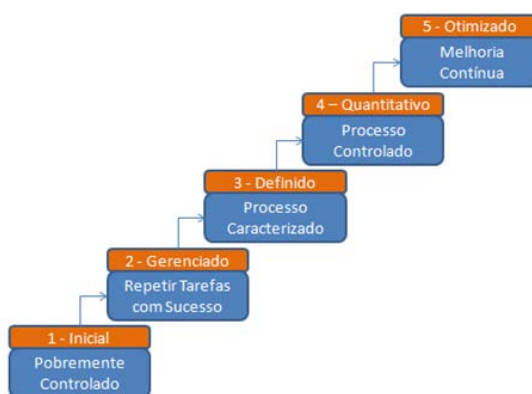 5 - Otimizado
Melhoria
Contínua
4 – Quantitativo
Processo
Controlado
3 - Definido
Processo
Caracterizado
2 - Gerenciado
Repetir Tarefas
com Sucesso
1 - Inicial
Pobremente
Controlado